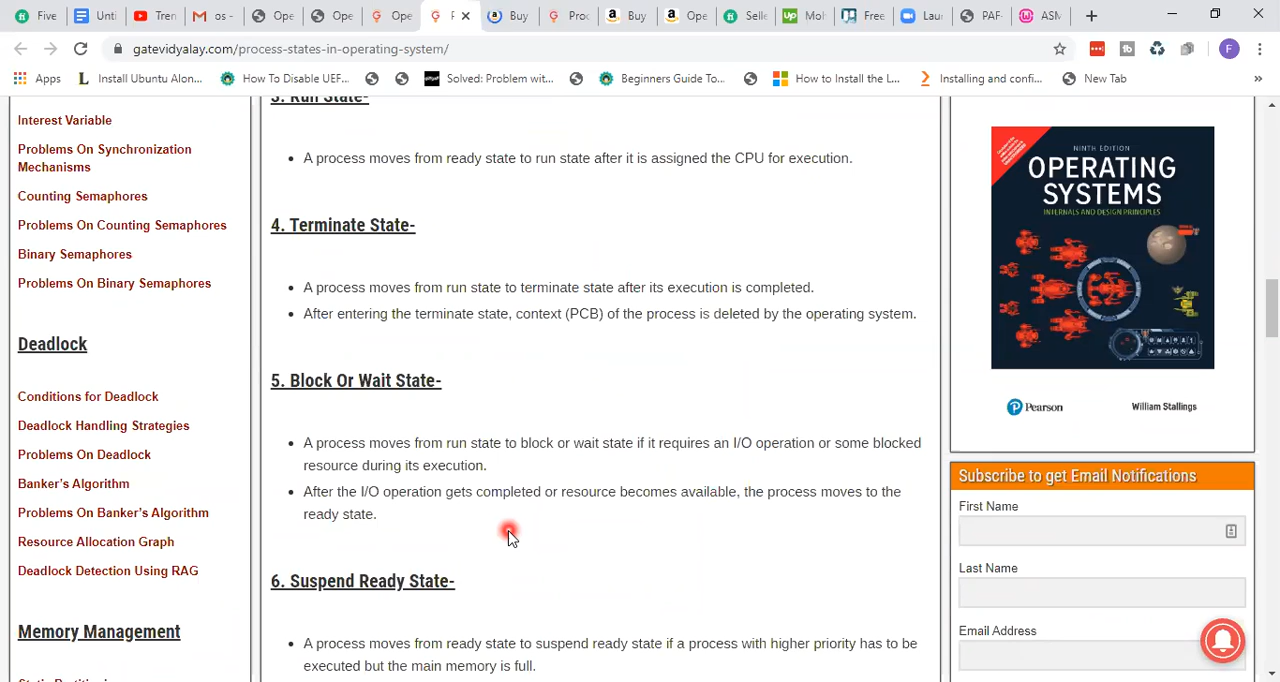 Five
Unti
Tren
os -
Ope
Ope
Ope
Buy
Proc
Buy
Ope
Selle
Moh
Free
Lau
PAF-
ASM
gatevidyalay.com/process-states-in-operating-system/
F
Apps
Install Ubuntu Alon...
How To Disable UEF...
Solved: Problem wit...
Beginners Guide To...
How to Install the L...
Installing and confi...
New Tab
»
Interest Variable
Problems On Synchronization
Mechanisms
Counting Semaphores
Problems On Counting Semaphores
Binary Semaphores
Problems On Binary Semaphores
Deadlock
Conditions for Deadlock
Deadlock Handling Strategies
Problems On Deadlock
Banker's Algorithm
Problems On Banker's Algorithm
Resource Allocation Graph
Deadlock Detection Using RAG
Memory Management
3. Run State-
• A process moves from ready state to run state after it is assigned the CPU for execution.
4. Terminate State-
• A process moves from run state to terminate state after its execution is completed.
• After entering the terminate state, context (PCB) of the process is deleted by the operating system.
5. Block Or Wait State-
• A process moves from run state to block or wait state if it requires an I/O operation or some blocked
resource during its execution.
• After the I/O operation gets completed or resource becomes available, the process moves to the
ready state.
6. Suspend Ready State-
• A process moves from ready state to suspend ready state if a process with higher priority has to be
executed but the main memory is full.
NINTH EDITION
OPERATING
SYSTEMS
INTERNALS AND DESIGN PRINCIPLES
Pearson
William Stallings
Subscribe to get Email Notifications
First Name
Last Name
Email Address